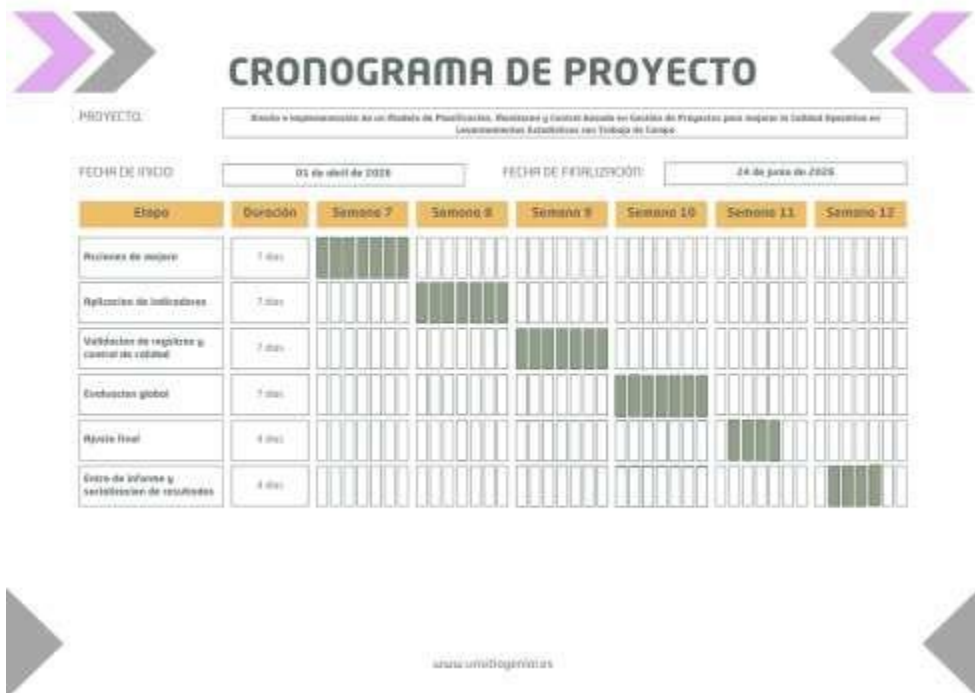 CRONOGRAMA DE PROYECTO
PROYECTO:
Diseño e implementación de un Modelo de Planificación, Monitoreo y Control Basado en Gestión de Proyectos para mejorar la Calidad Operativa en
Levantamientos Estadísticos con Trabajo de Campo
FECHA DE INICIO: 01 de abril de 2026 FECHA DE FINALIZACIÓN: 24 de junio de 2026
Etapa Duración Semana 7 Semana 8 Semana 9 Semana 10 Semana 11 Semana 12
Acciones de mejora 7 días
Aplicación de indicadores 7 días
Validación de registros y
control de calidad 7 días
Evaluación global 7 días
Ajuste final 4 días
Entre de informe y
socialización de resultados 4 días